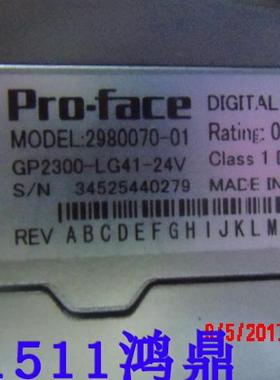 Pro-face DIGITAL
MODEL:2980070-01 Rating: 0
GP2300-LG41-24V Class 1
S/N 34525440279 MADE IN
REV A B C D E F G H I J K L M
9/5/2017
1511鸿鼎